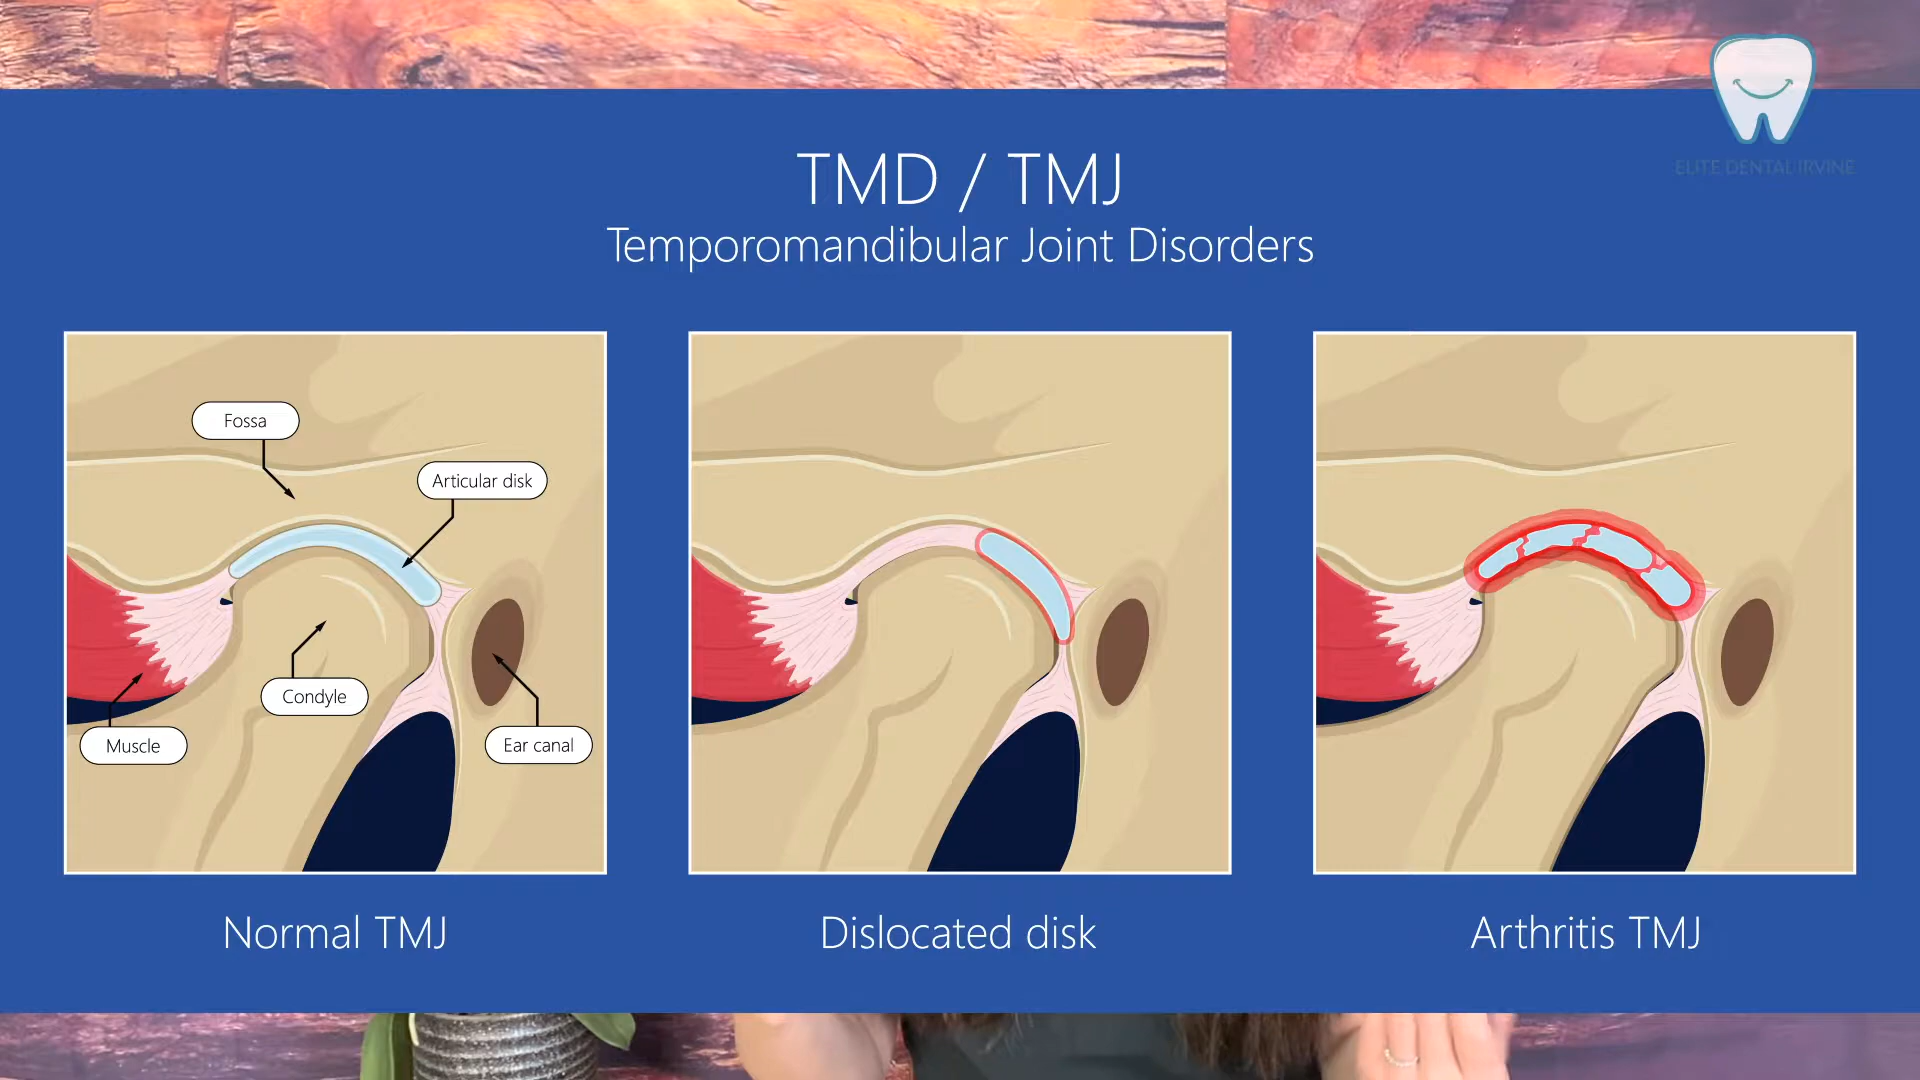 ELITE DENTAL IRVINE
TMD / TMJ
Temporomandibular Joint Disorders
Fossa
Articular disk
Condyle
Muscle
Ear canal
Normal TMJ
Dislocated disk
Arthritis TMJ